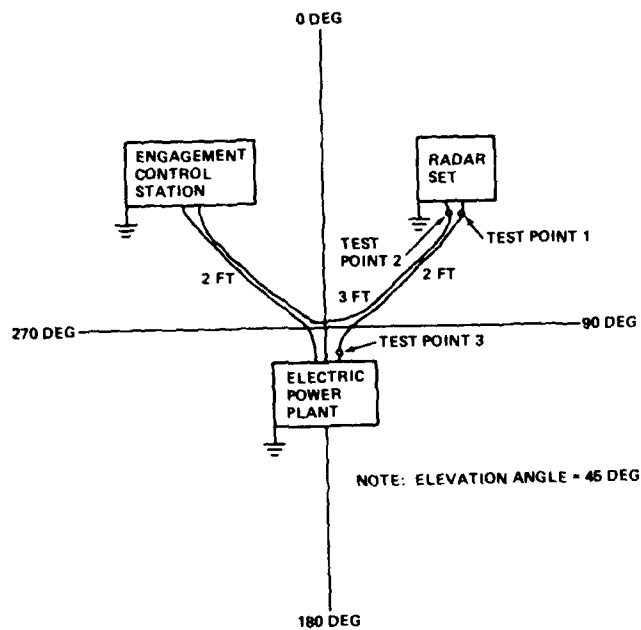 0 DEG
ENGAGEMENT
CONTROL
STATION
RADAR
SET
TEST
POINT 2
TEST POINT 1
2 FT
3 FT
2 FT
270 DEG
90 DEG
TEST POINT 3
ELECTRIC
POWER
PLANT
NOTE: ELEVATION ANGLE = 45 DEG
180 DEG